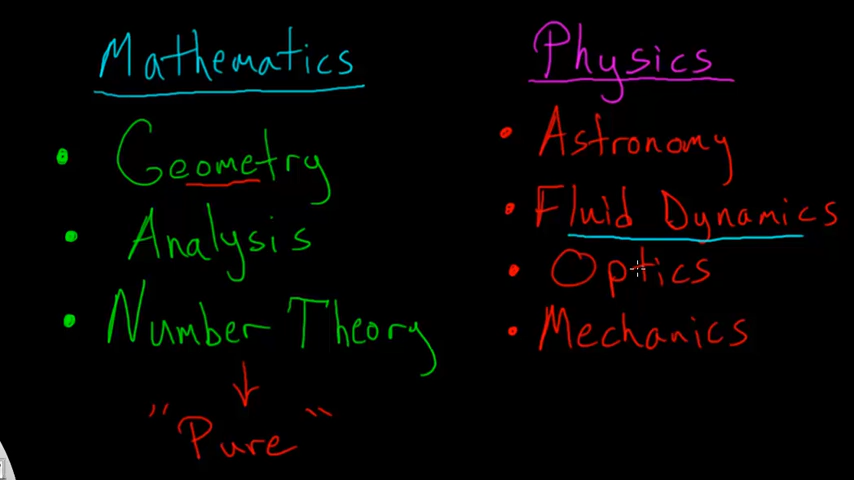 Mathematics
• Geometry
• Analysis
• Number Theory
"Pure"
Physics
• Astronomy
• Fluid Dynamics
• Optics
• Mechanics